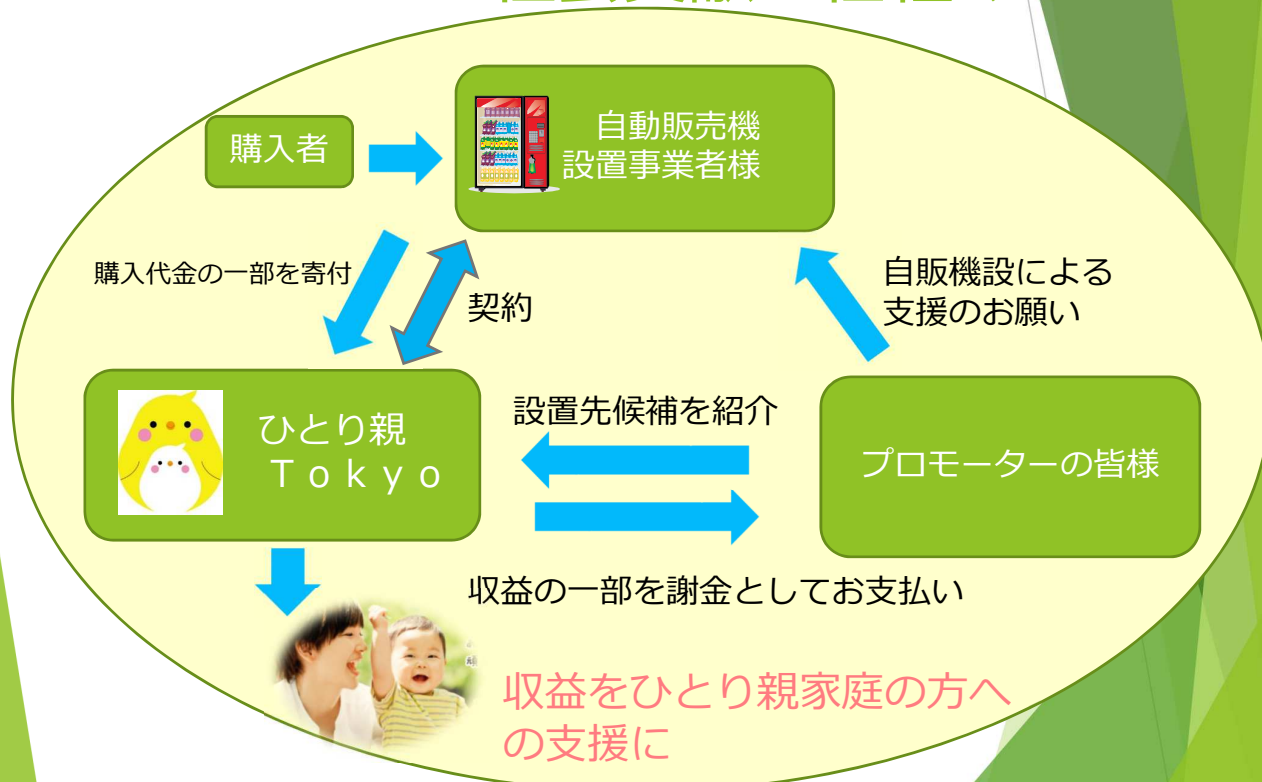 購入者
自動販売機
設置事業者様
購入代金の一部を寄付
契約
自販機設による
支援のお願い
ひとり親
Ｔｏｋｙｏ
設置先候補を紹介
プロモーターの皆様
収益の一部を謝金としてお支払い
収益をひとり親家庭の方へ
の支援に